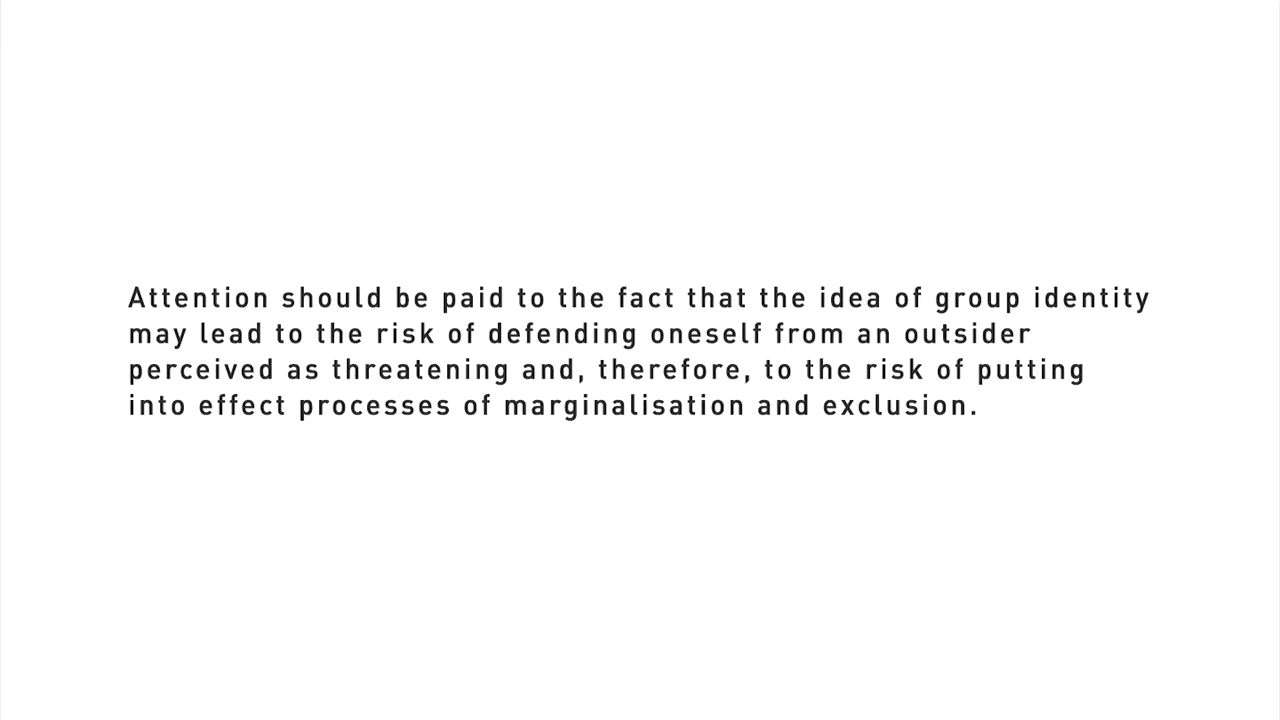 Attention should be paid to the fact that the idea of group identity
may lead to the risk of defending oneself from an outsider
perceived as threatening and, therefore, to the risk of putting
into effect processes of marginalisation and exclusion.